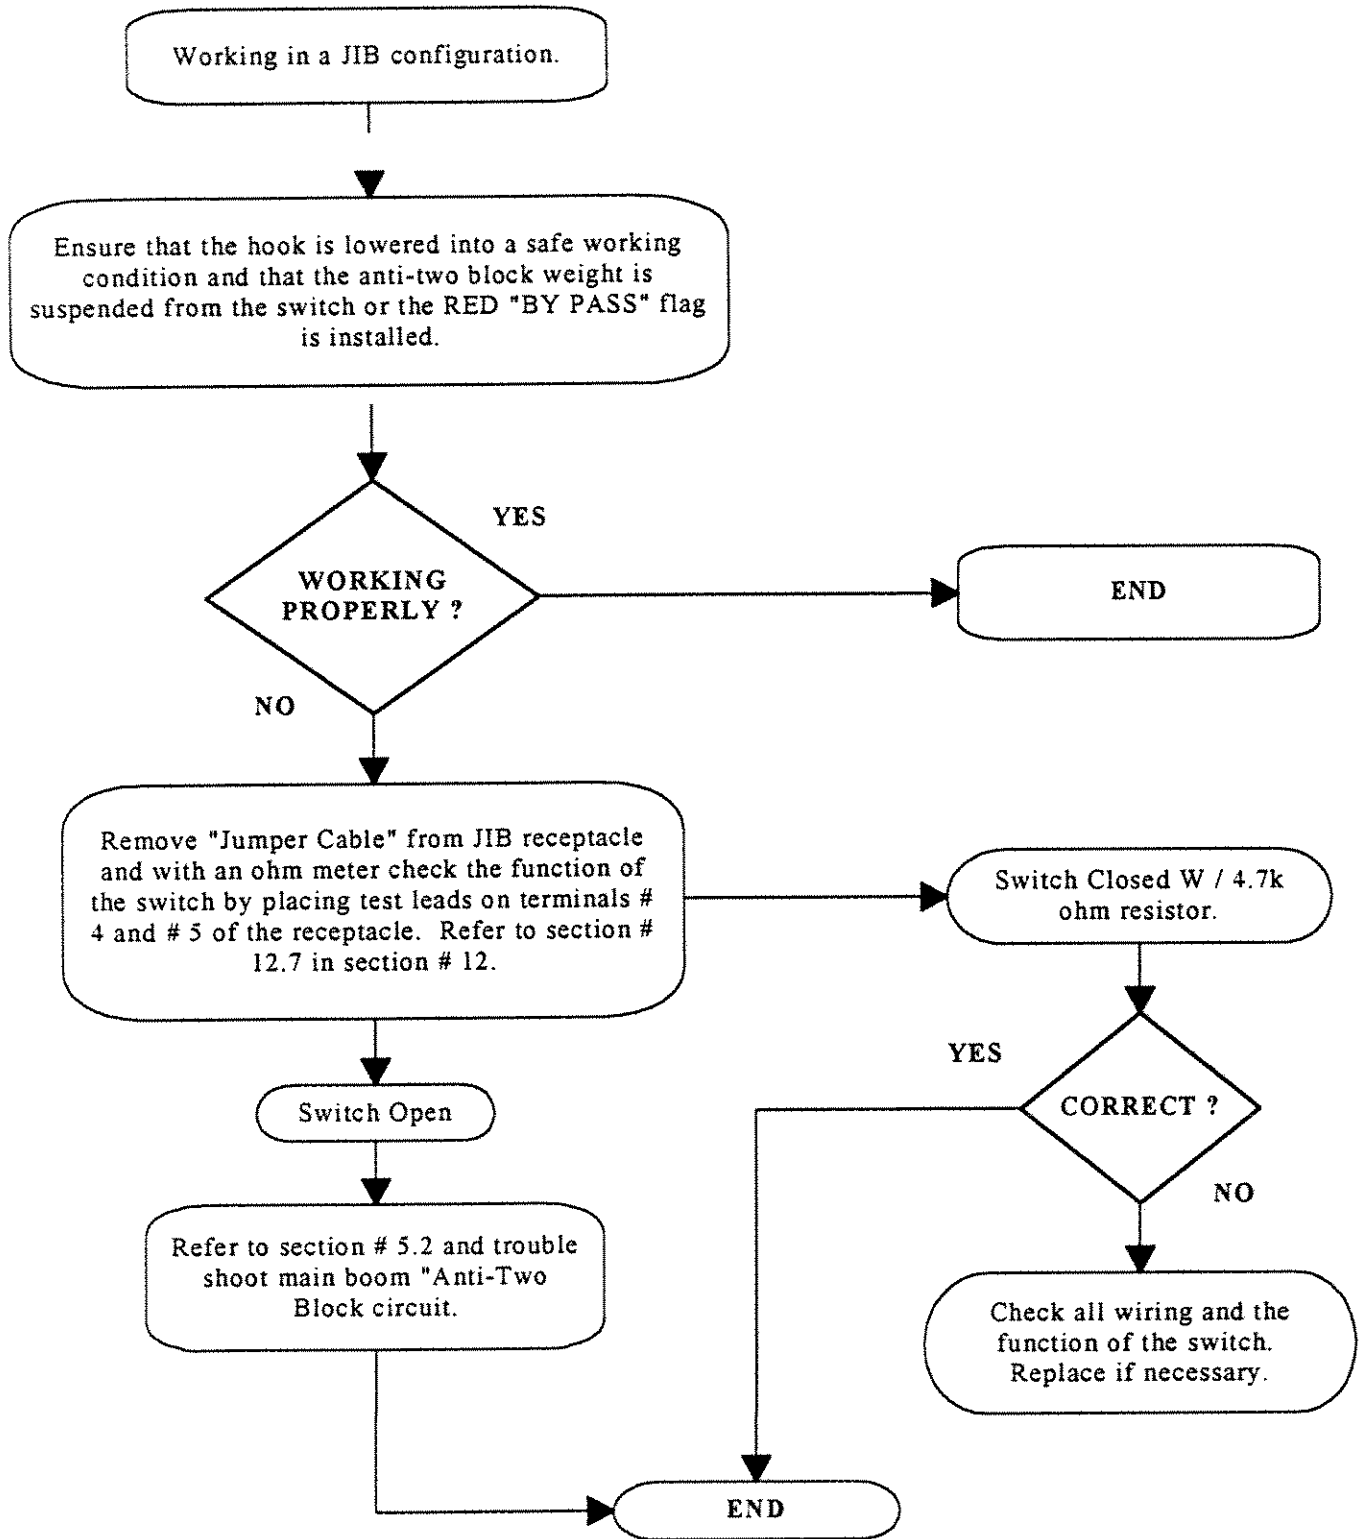 Working in a JIB configuration.
Ensure that the hook is lowered into a safe working
condition and that the anti-two block weight is
suspended from the switch or the RED "BY PASS" flag
is installed.
YES
WORKING
PROPERLY ?
END
NO
Remove "Jumper Cable" from JIB receptacle
and with an ohm meter check the function of
the switch by placing test leads on terminals #
4 and # 5 of the receptacle. Refer to section #
12.7 in section # 12.
Switch Closed W / 4.7k
ohm resistor.
YES
CORRECT ?
NO
Switch Open
Refer to section # 5.2 and trouble
shoot main boom "Anti-Two
Block circuit.
Check all wiring and the
function of the switch.
Replace if necessary.
END